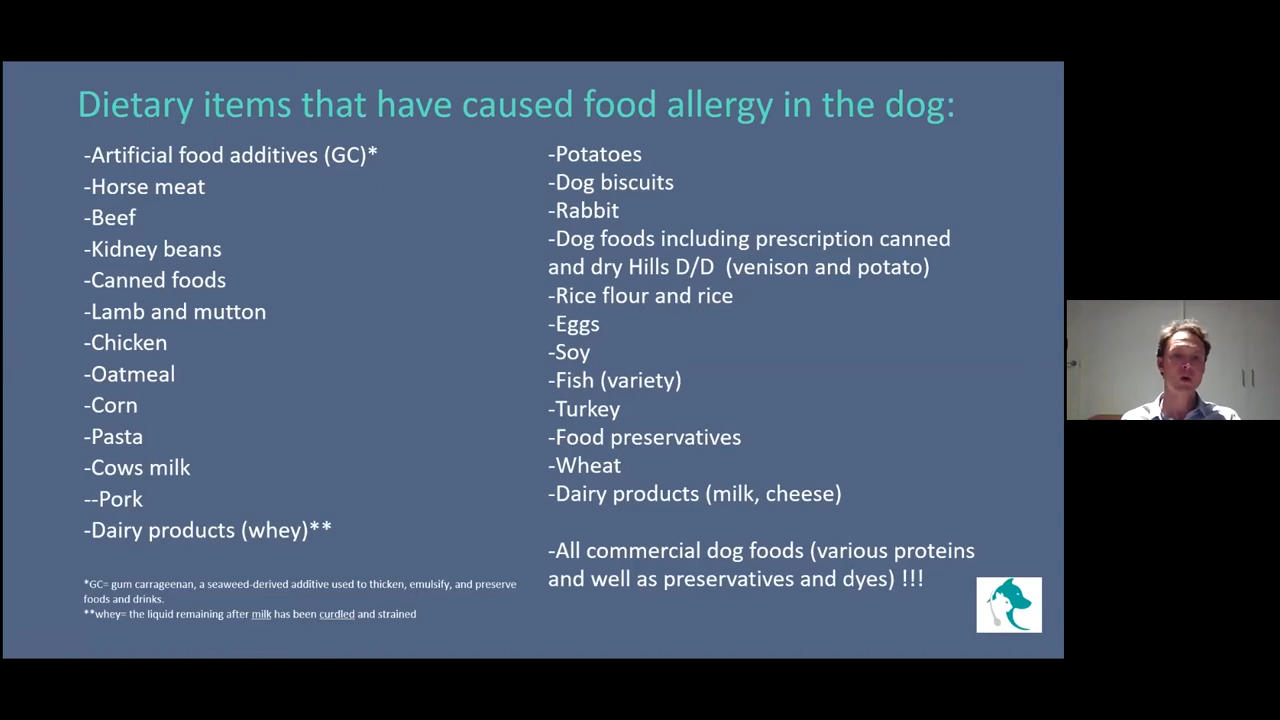 Dietary items that have caused food allergy in the dog:
-Artificial food additives (GC)*
-Horse meat
-Beef
-Kidney beans
-Canned foods
-Lamb and mutton
-Chicken
-Oatmeal
-Corn
-Pasta
-Cows milk
--Pork
-Dairy products (whey)**
*GC= gum carrageenan, a seaweed-derived additive used to thicken, emulsify, and preserve
foods and drinks.
**whey= the liquid remaining after milk has been curdled and strained
-Potatoes
-Dog biscuits
-Rabbit
-Dog foods including prescription canned
and dry Hills D/D  (venison and potato)
-Rice flour and rice
-Eggs
-Soy
-Fish (variety)
-Turkey
-Food preservatives
-Wheat
-Dairy products (milk, cheese)
-All commercial dog foods (various proteins
and well as preservatives and dyes) !!!